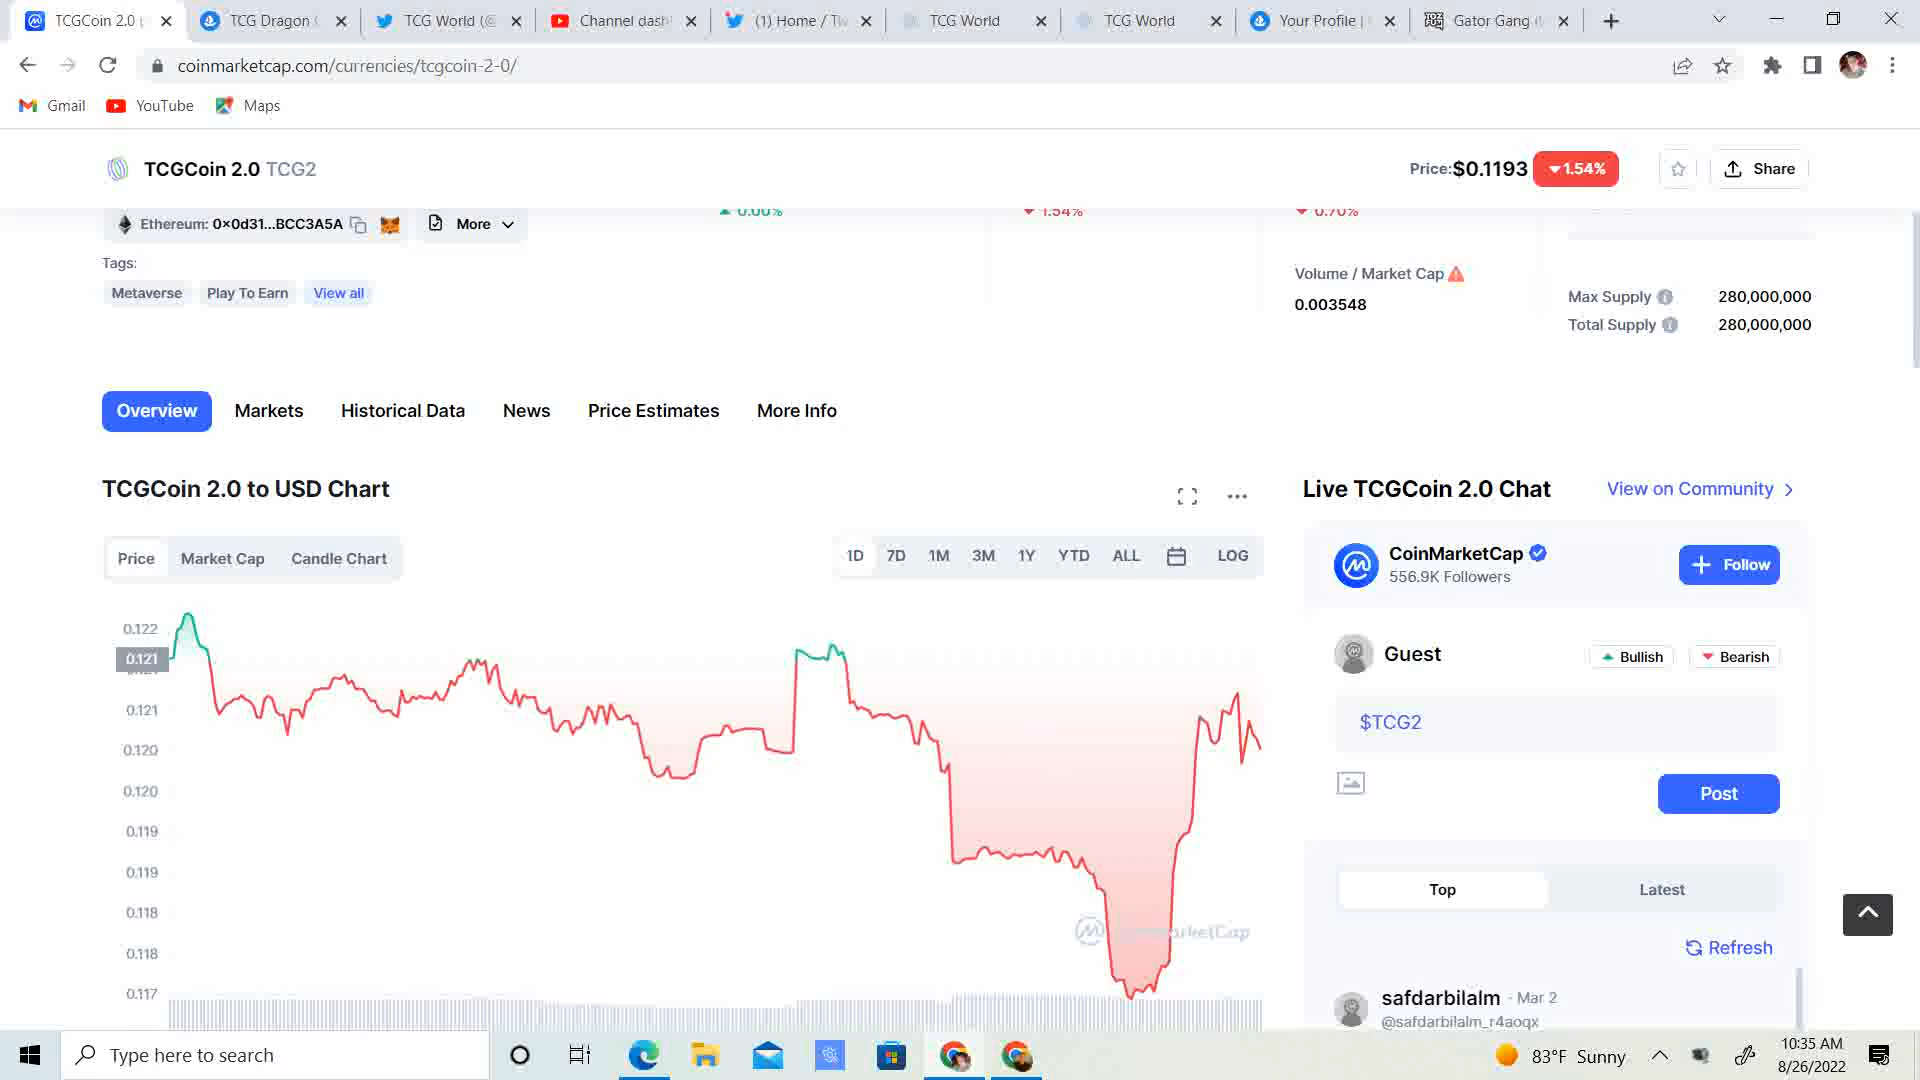 TCGCoin 2.0
TCG Dragon
TCG World (@
Channel dash
(1) Home / Tw
TCG World
TCG World
Your Profile |
Gator Gang (
coinmarketcap.com/currencies/tcgcoin-2-0/
Gmail
YouTube
Maps
TCGCoin 2.0 TCG2
Price:$0.1193
1.54%
Share
Ethereum: 0x0d31...BCC3A5A
More
0.00%
1.54%
0.70%
Tags:
Metaverse
Play To Earn
View all
Volume / Market Cap
0.003548
Max Supply
280,000,000
Total Supply
280,000,000
Overview
Markets
Historical Data
News
Price Estimates
More Info
TCGCoin 2.0 to USD Chart
Price
Market Cap
Candle Chart
1D
7D
1M
3M
1Y
YTD
ALL
LOG
0.122
0.121
0.121
0.120
0.120
0.119
0.119
0.118
0.118
0.117
Live TCGCoin 2.0 Chat
View on Community
CoinMarketCap
556.9K Followers
Follow
Guest
Bullish
Bearish
$TCG2
Post
Top
Latest
Refresh
safdarbilalm · Mar 2
@safdarbilalm_r4aoqx
Type here to search
83°F Sunny
10:35 AM
8/26/2022